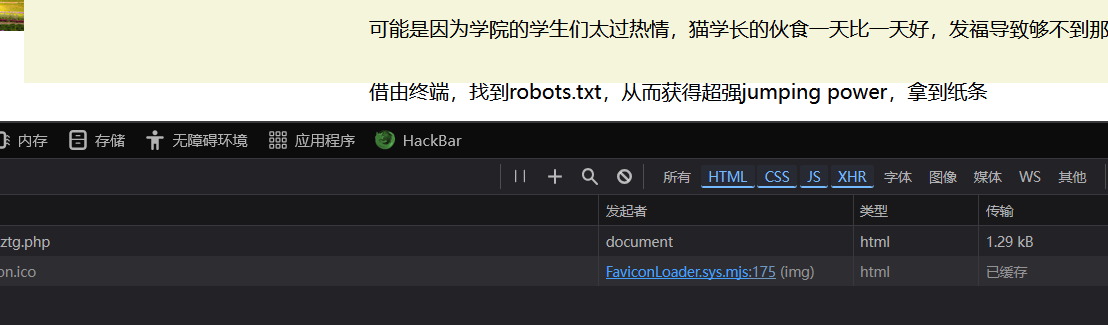 可能是因为学院的学生们太过热情，猫学长的伙食一天比一天好，发福导致够不到那
借由终端，找到robots.txt，从而获得超强jumping power，拿到纸条
内存 存储 无障碍环境 应用程序 HackBar
所有 HTML CSS JS XHR 字体 图像 媒体 WS 其他
发起者 类型 传输
ztg.php document html 1.29 kB
on.ico FaviconLoader.sys.mjs:175 (img) html 已缓存